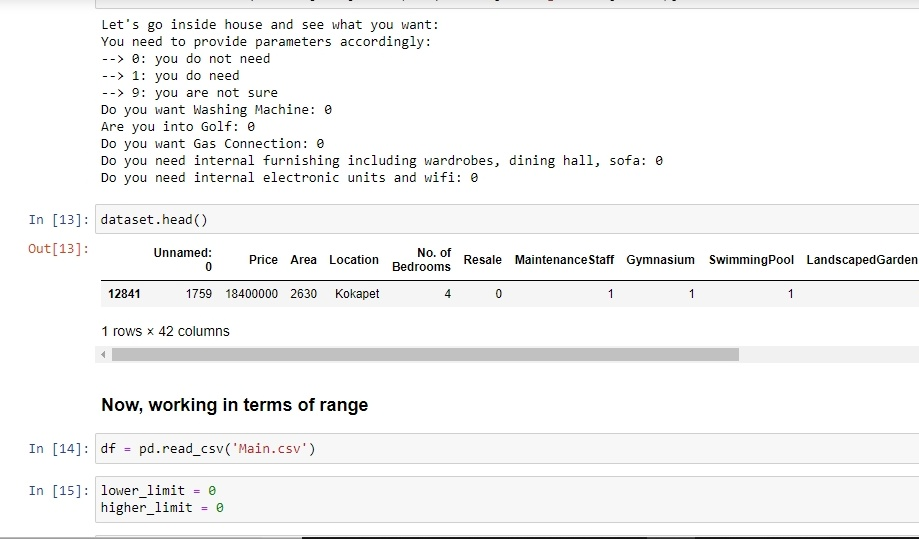 Let's go inside house and see what you want:
You need to provide parameters accordingly:
--> 0: you do not need
--> 1: you do need
--> 9: you are not sure
Do you want Washing Machine: 0
Are you into Golf: 0
Do you want Gas Connection: 0
Do you need internal furnishing including wardrobes, dining hall, sofa: 0
Do you need internal electronic units and wifi: 0
In [13]: dataset.head()
Out[13]:
Unnamed: 0 Price Area Location No. of Bedrooms Resale MaintenanceStaff Gymnasium SwimmingPool LandscapedGarden
12841 1759 18400000 2630 Kokapet 4 0 1 1 1
1 rows × 42 columns
Now, working in terms of range
In [14]: df = pd.read_csv('Main.csv')
In [15]: lower_limit = 0
higher_limit = 0